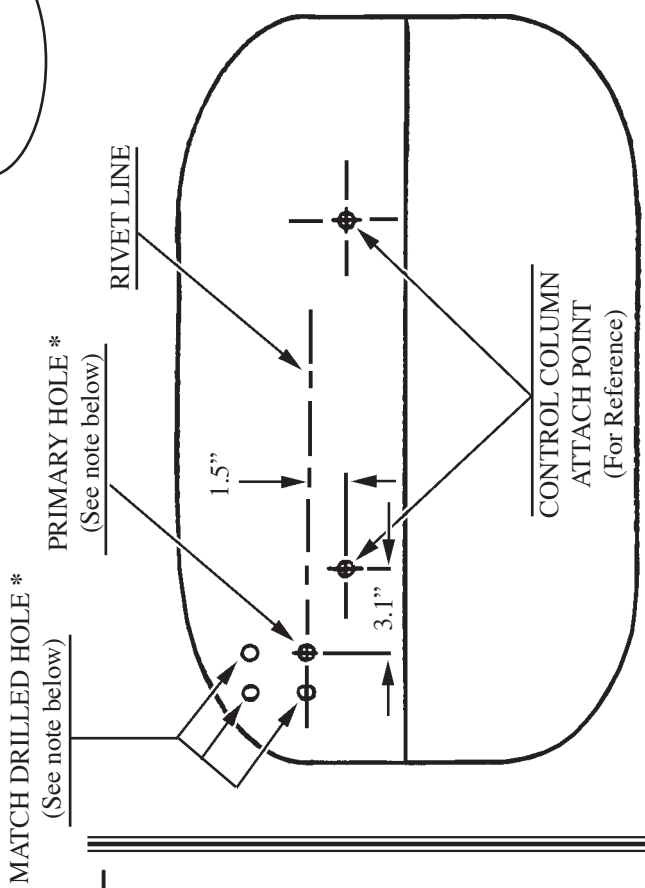 MATCH DRILLED HOLE *
(See note below)
PRIMARY HOLE *
(See note below)
RIVET LINE
1.5”
3.1”
CONTROL COLUMN
ATTACH POINT
(For Reference)